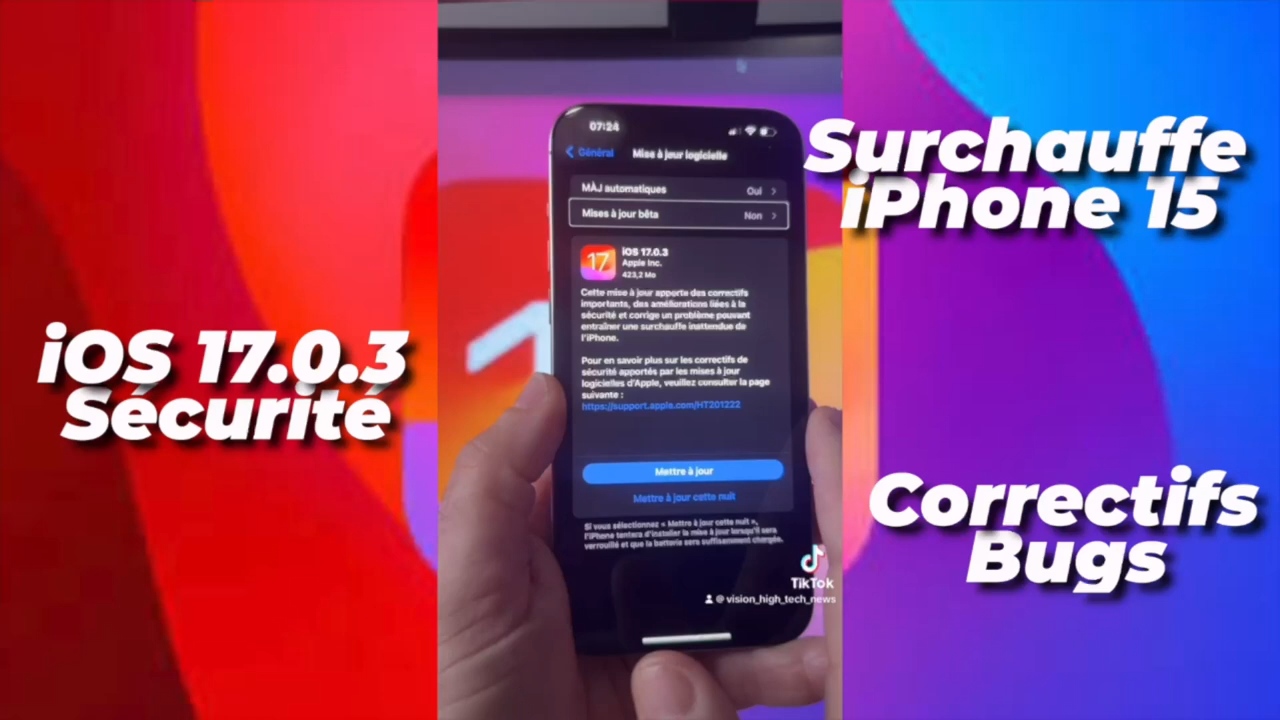 iOS 17.0.3
Sécurité
07:24
Général
Mise à jour logicielle
MÀJ automatiques
Oui
Mises à jour bêta
Non
17
iOS 17.0.3
Apple Inc.
423,2 Mo
Cette mise à jour apporte des correctifs
importants, des améliorations liées à la
sécurité et corrige un problème pouvant
entraîner une surchauffe inattendue de
l'iPhone.
Pour en savoir plus sur les correctifs de
sécurité apportés par les mises à jour
logicielles d'Apple, veuillez consulter la page
suivante :
https://support.apple.com/HT201222
Mettre à jour
Mettre à jour cette nuit
Si vous sélectionnez « Mettre à jour cette nuit »,
l'iPhone tentera d'installer la mise à jour lorsqu'il sera
verrouillé et que la batterie sera suffisamment chargée.
TikTok
@vision_high_tech_news
Surchauffe
iPhone 15
Correctifs
Bugs